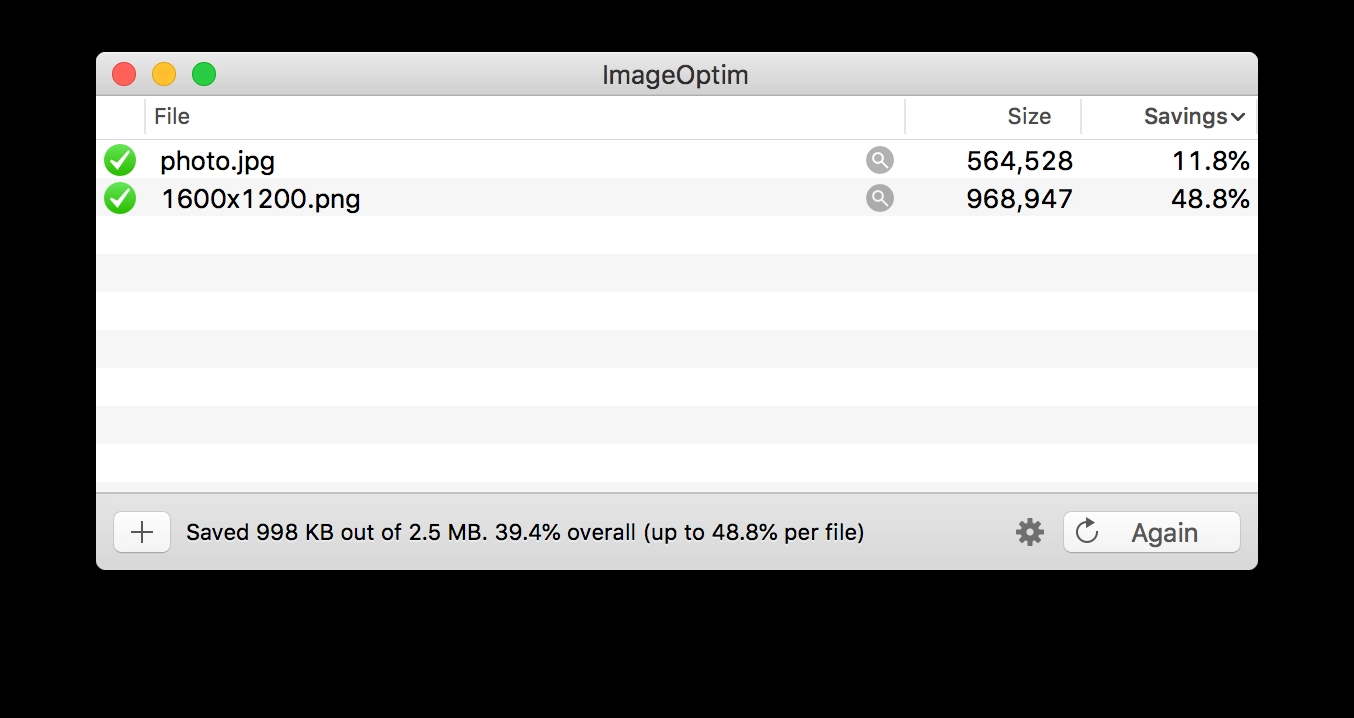 ImageOptim
File Size Savings
photo.jpg 564,528 11.8%
1600x1200.png 968,947 48.8%
Saved 998 KB out of 2.5 MB. 39.4% overall (up to 48.8% per file) Again